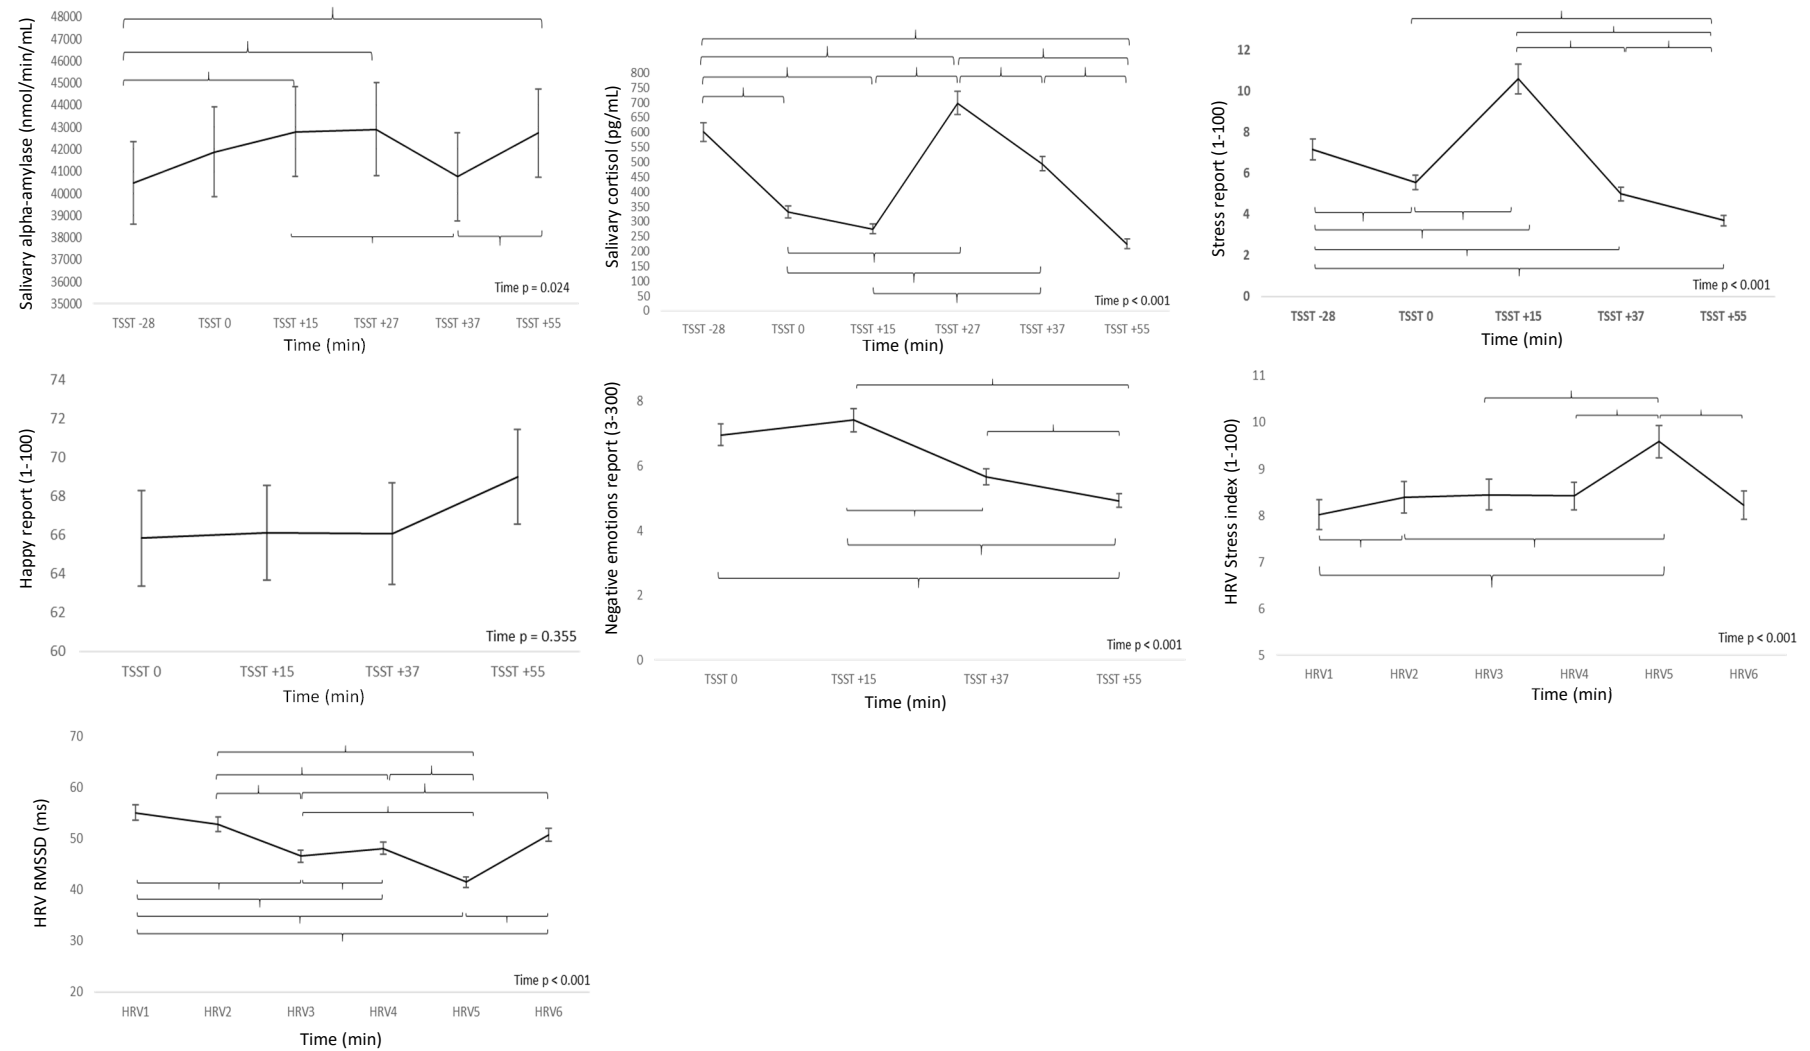 Salivary alpha-amylase (nmol/min/mL)
48000
47000
46000
45000
44000
43000
42000
41000
40000
39000
38000
37000
36000
35000
Time p = 0.024
TSST -28 TSST 0 TSST +15 TSST +27 TSST +37 TSST +55
Time (min)
Salivary cortisol (pg/mL)
800
750
700
650
600
550
500
450
400
350
300
250
200
150
100
50
0
Time p < 0.001
TSST -28 TSST 0 TSST +15 TSST +27 TSST +37 TSST +55
Time (min)
Stress report (1-100)
12
10
8
6
4
2
0
Time p < 0.001
TSST -28 TSST 0 TSST +15 TSST +37 TSST +55
Time (min)
Happy report (1-100)
74
72
70
68
66
64
62
60
Time p = 0.355
TSST 0 TSST +15 TSST +37 TSST +55
Time (min)
Negative emotions report (3-300)
8
6
4
2
0
Time p < 0.001
TSST 0 TSST +15 TSST +37 TSST +55
Time (min)
HRV Stress index (1-100)
11
10
9
8
7
6
5
Time p < 0.001
HRV1 HRV2 HRV3 HRV4 HRV5 HRV6
Time (min)
HRV RMSSD (ms)
70
60
50
40
30
20
Time p < 0.001
HRV1 HRV2 HRV3 HRV4 HRV5 HRV6
Time (min)